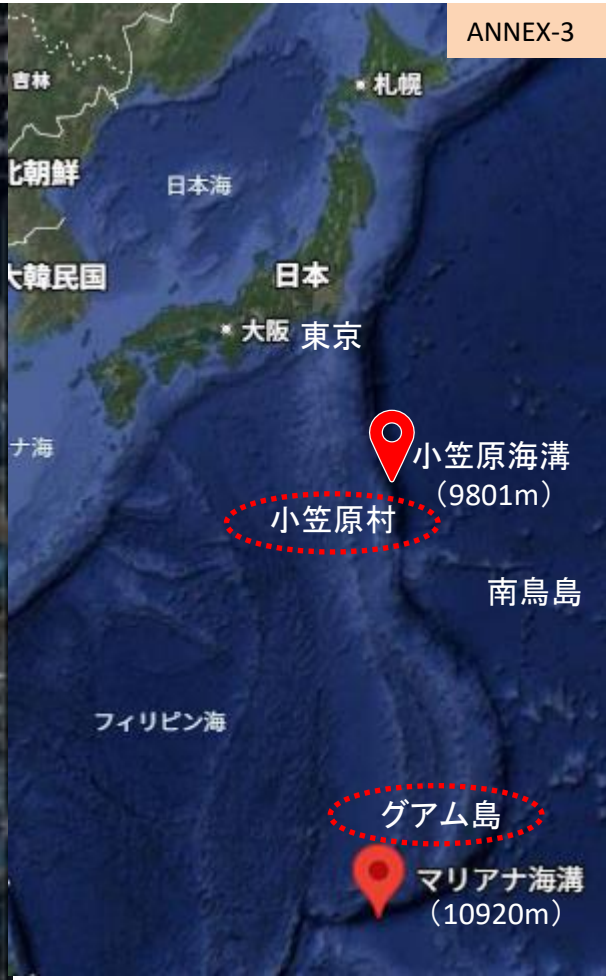 ANNEX-3
吉林
札幌
北朝鮮
日本海
大韓民国
日本
大阪
東京
ナ海
小笠原海溝
（9801m）
小笠原村
南鳥島
フィリピン海
グアム島
マリアナ海溝
（10920m）